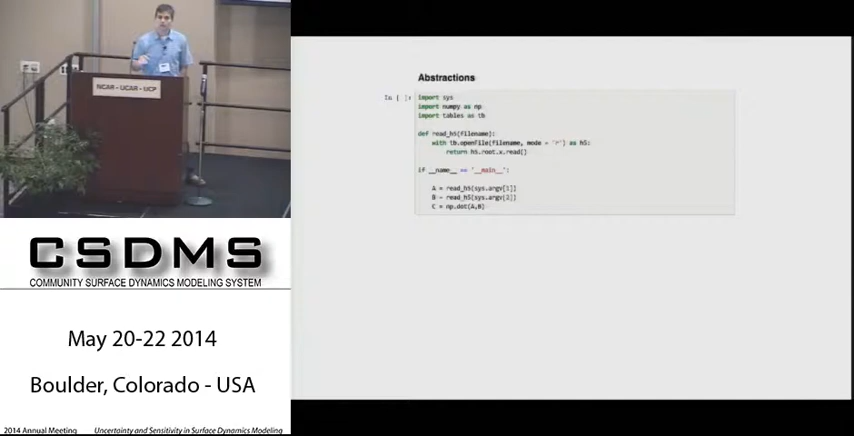 NCAR - UCAR - UCP
CSDMS
COMMUNITY SURFACE DYNAMICS MODELING SYSTEM
May 20-22 2014
Boulder, Colorado - USA
2014 Annual Meeting
Uncertainty and Sensitivity in Surface Dynamics Modeling
Abstractions
In [ ]:
import sys
import numpy as np
import tables as tb
def read_h5(filename):
with tb.openfile(filename, mode = "r") as h5:
return h5.root.x.read()
if __name__ == '__main__':
A = read_h5(sys.argv[1])
B = read_h5(sys.argv[2])
C = np.dot(A,B)